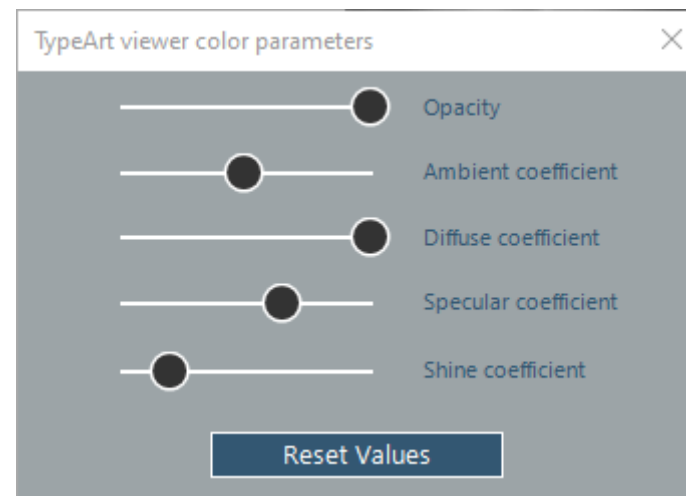 TypeArt viewer color parameters
Opacity
Ambient coefficient
Diffuse coefficient
Specular coefficient
Shine coefficient
Reset Values